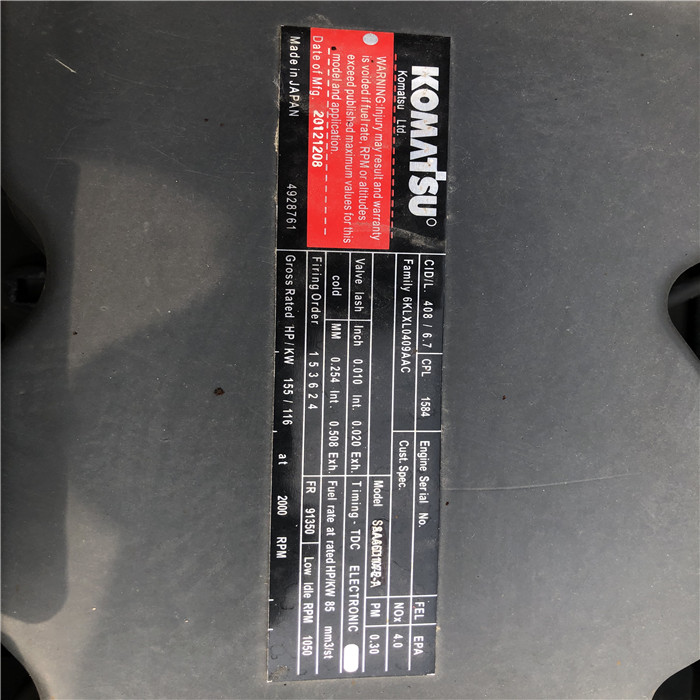 KOMATSU
Komatsu Ltd.
WARNING:Injury may result and warranty
is voided if fuel rate, RPM or altitudes
exceed published maximum values for this
model and application.
Date of Mfg. 20121208
Made in JAPAN 4928761
CID/L. 408 / 6.7 CPL 1584 Engine Serial No. FEL EPA
Family 6KLXL0409AAC Cust. Spec. NOx 4.0
Model PM 0.30
Valve lash Inch 0.010 Int. 0.020 Exh. Timing - TDC ELECTRONIC
cold MM 0.254 Int. 0.508 Exh. Fuel rate at rated HP/KW 85 mm3/st
Firing Order 1 5 3 6 2 4 FR 91350 Low Idle RPM 1050
Gross Rated HP/KW 155 / 116 at 2000 RPM